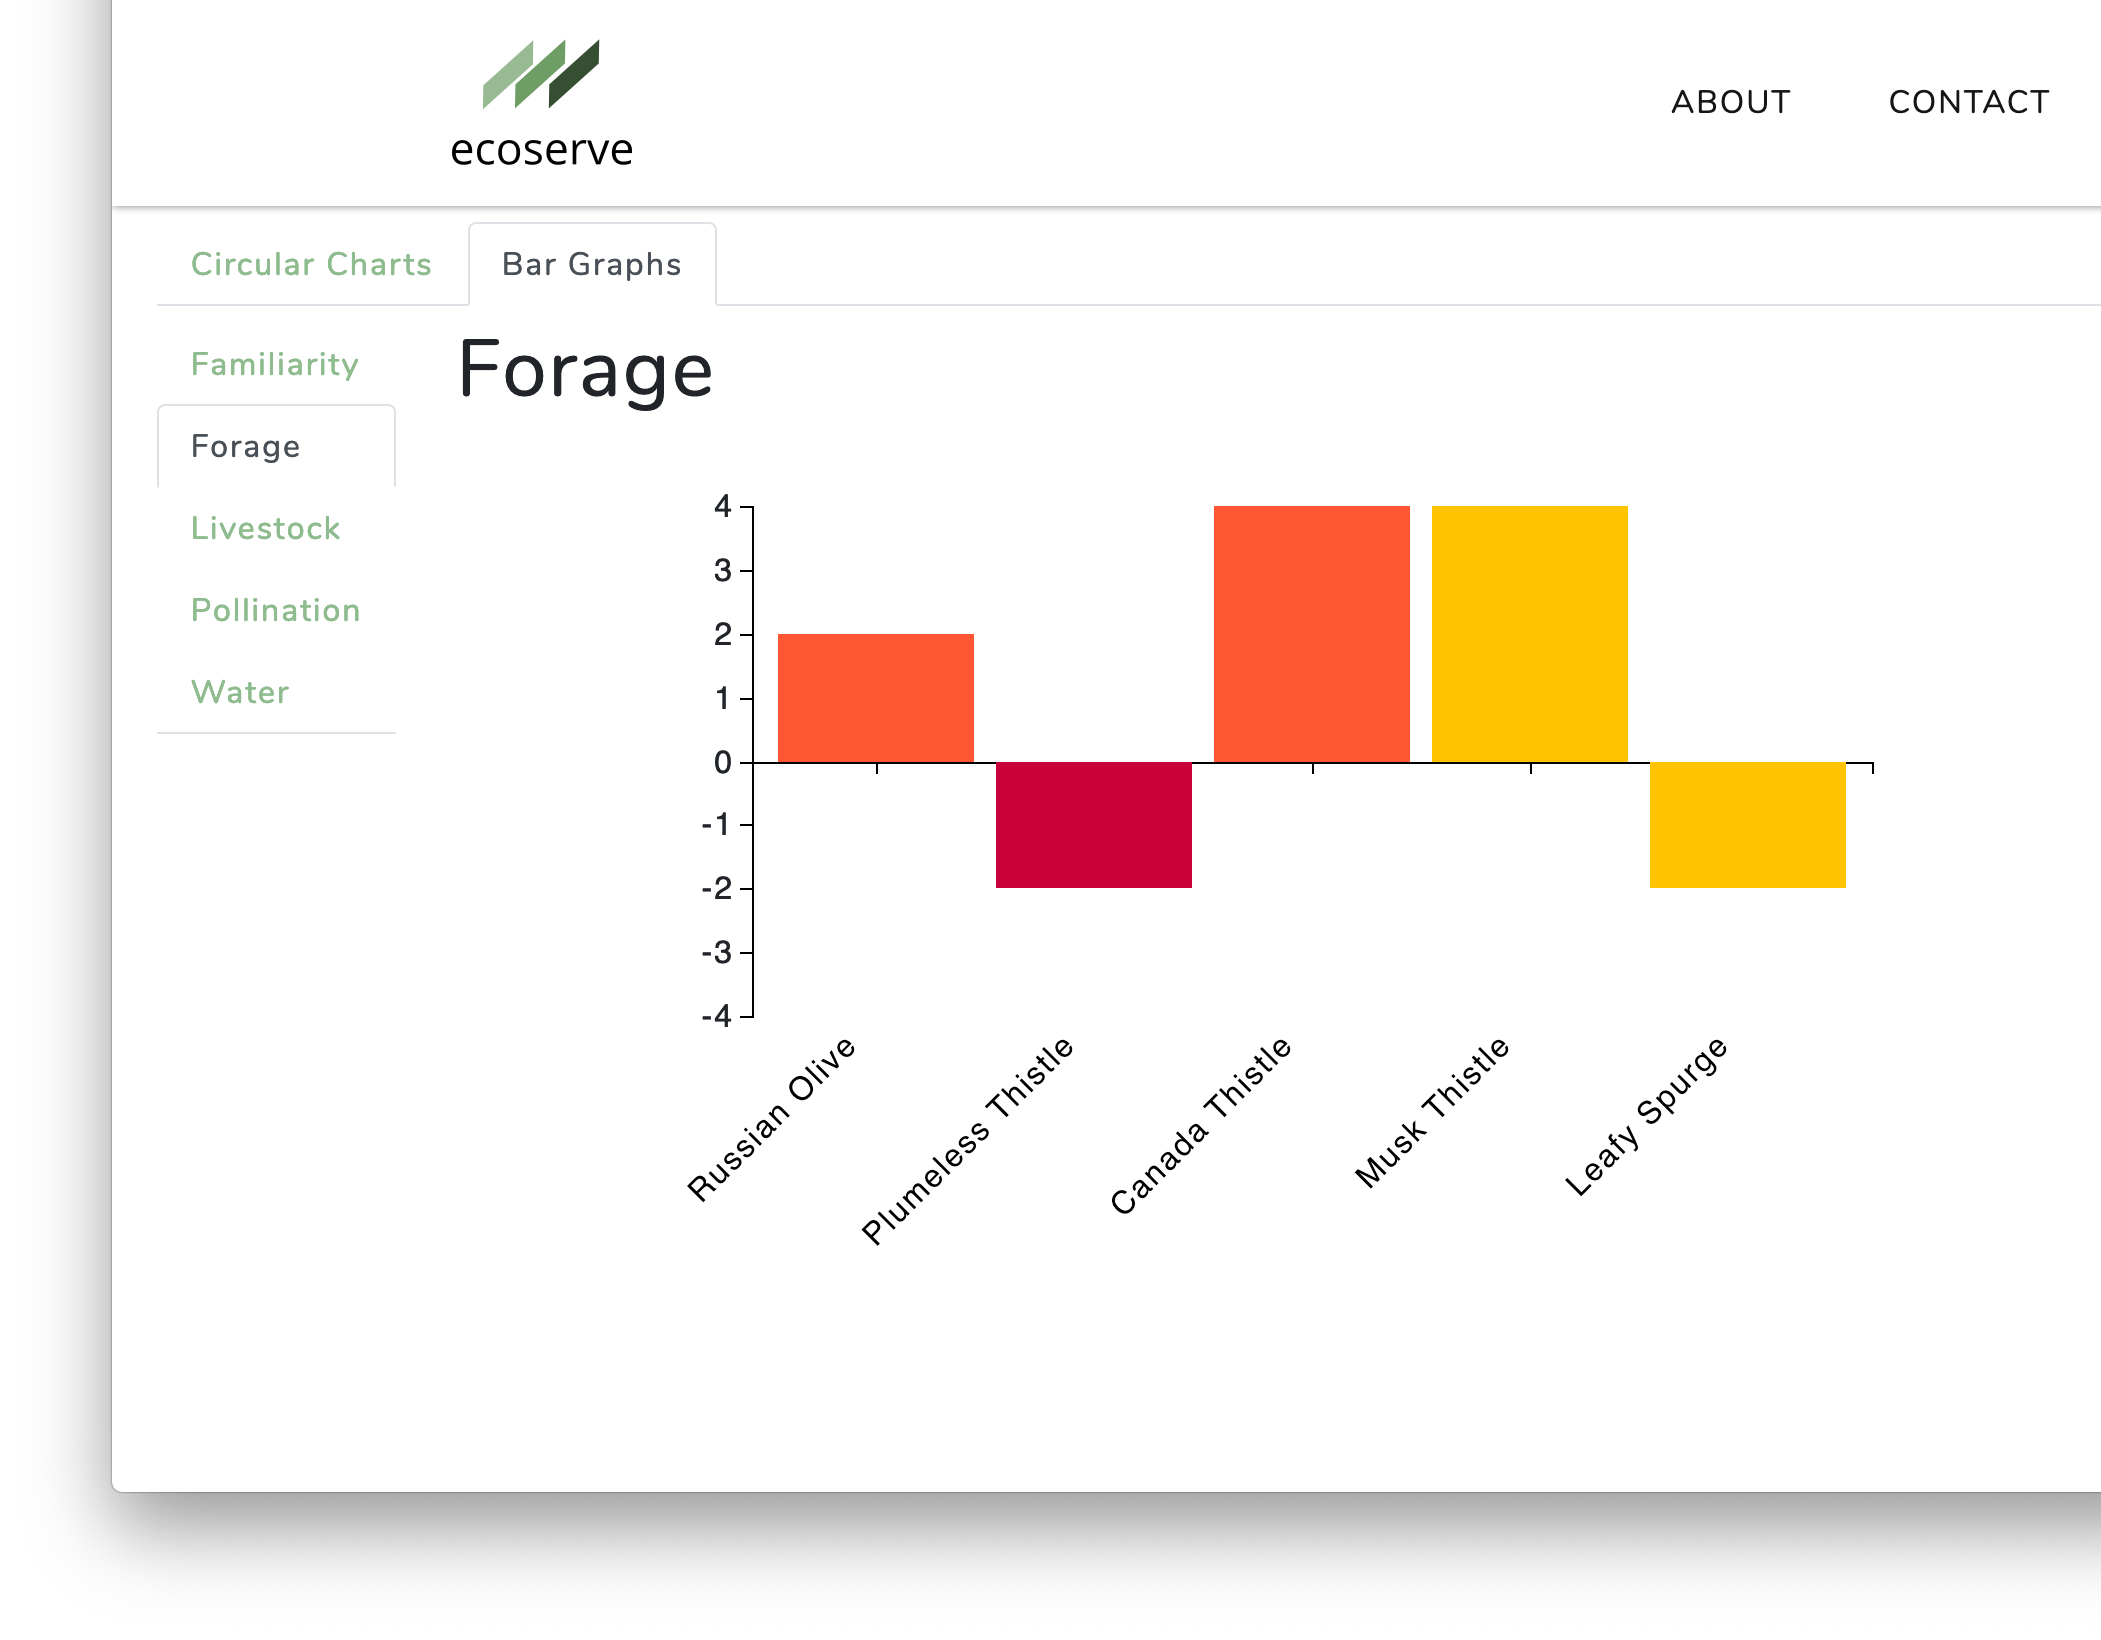 ecoserve
ABOUT
CONTACT
Circular Charts
Bar Graphs
Familiarity
Forage
Livestock
Pollination
Water
Forage
4
3
2
1
0
-1
-2
-3
-4
Russian Olive
Plumeless Thistle
Canada Thistle
Musk Thistle
Leafy Spurge